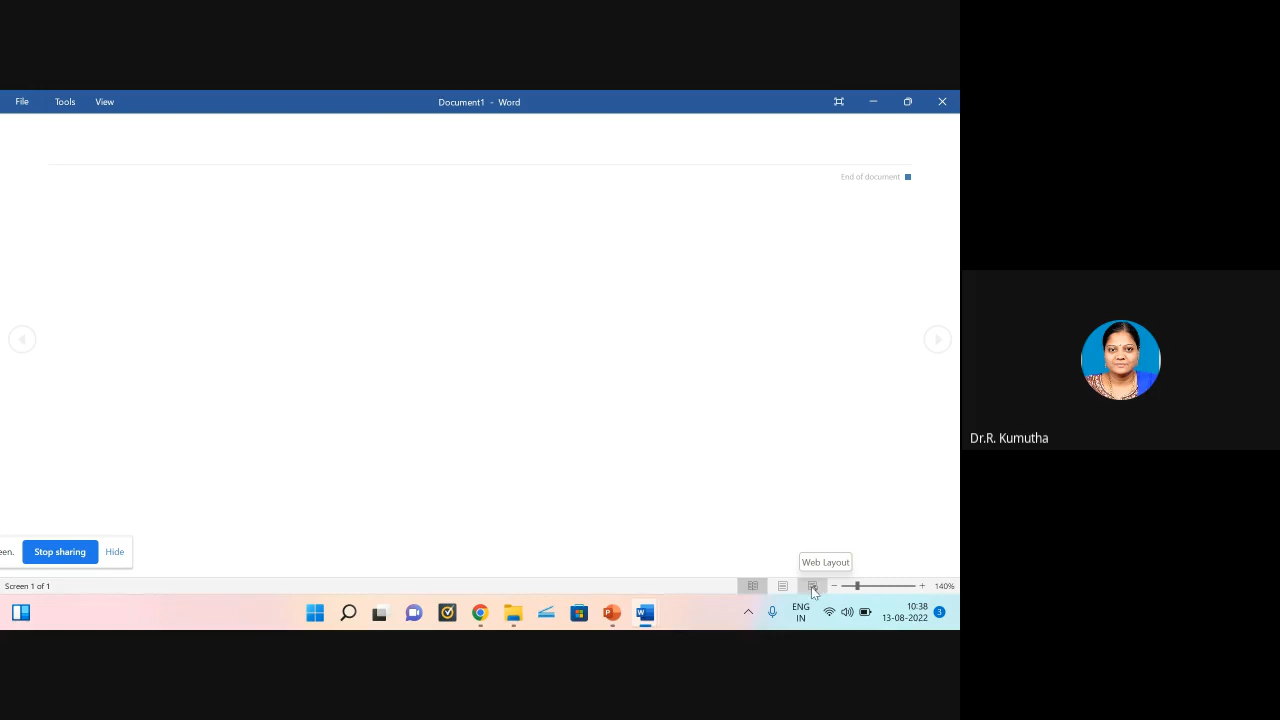 File Tools View Document1 - Word
End of document
een. Stop sharing Hide
Web Layout
Screen 1 of 1 140%
ENG 10:38 3
IN 13-08-2022
Dr.R. Kumutha